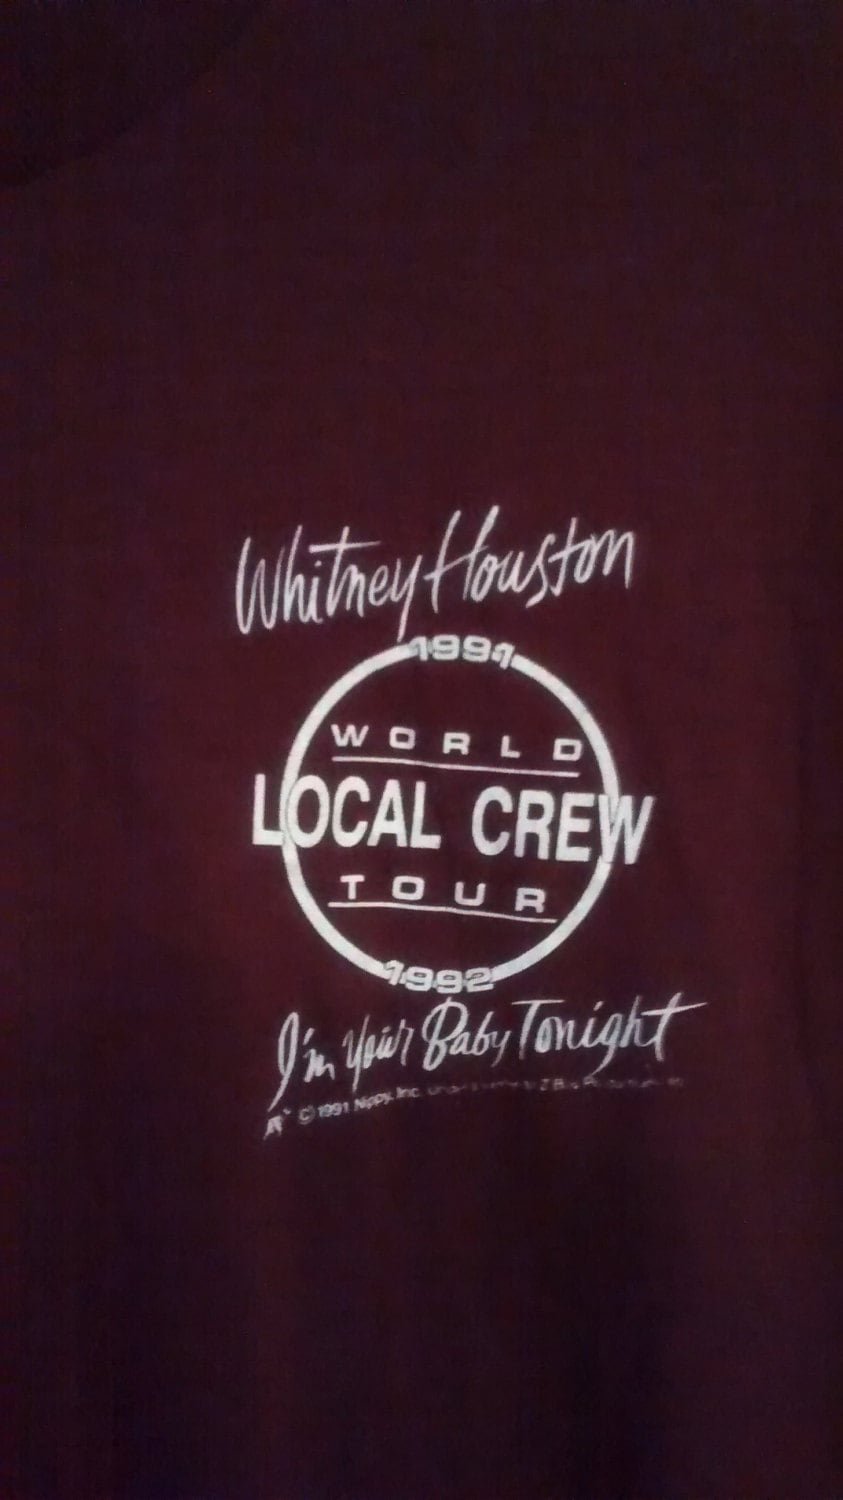 Whitney Houston
1991
WORLD
LOCAL CREW
TOUR
1992
I'm Your Baby Tonight
© 1991 Nippy, Inc.